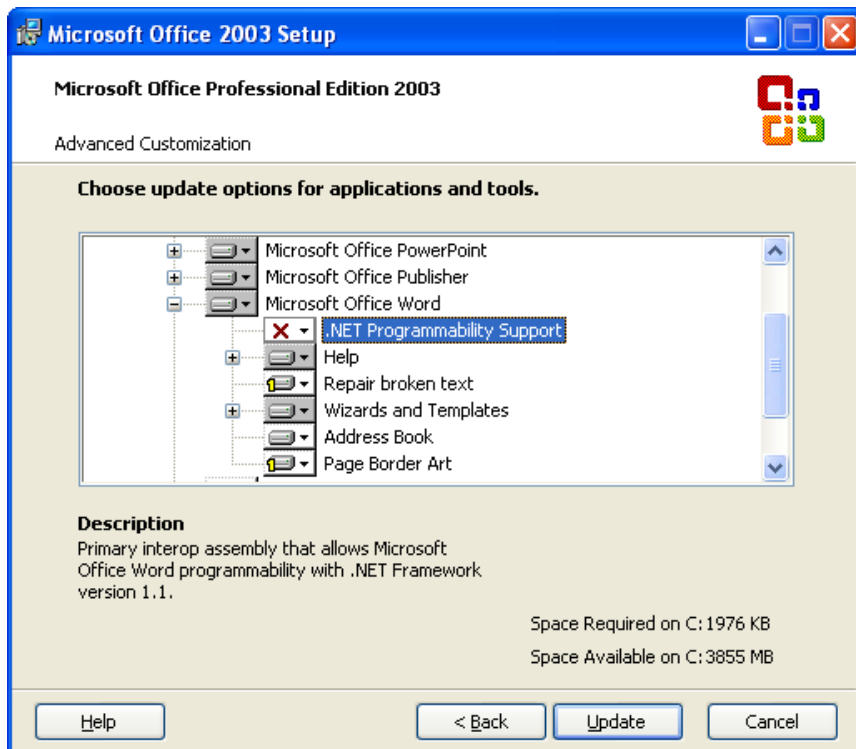 Microsoft Office 2003 Setup
Microsoft Office Professional Edition 2003
Advanced Customization
Choose update options for applications and tools.
Microsoft Office PowerPoint
Microsoft Office Publisher
Microsoft Office Word
.NET Programmability Support
Help
Repair broken text
Wizards and Templates
Address Book
Page Border Art
Description
Primary interop assembly that allows Microsoft
Office Word programmability with .NET Framework
version 1.1.
Space Required on C: 1976 KB
Space Available on C: 3855 MB
Help
< Back
Update
Cancel